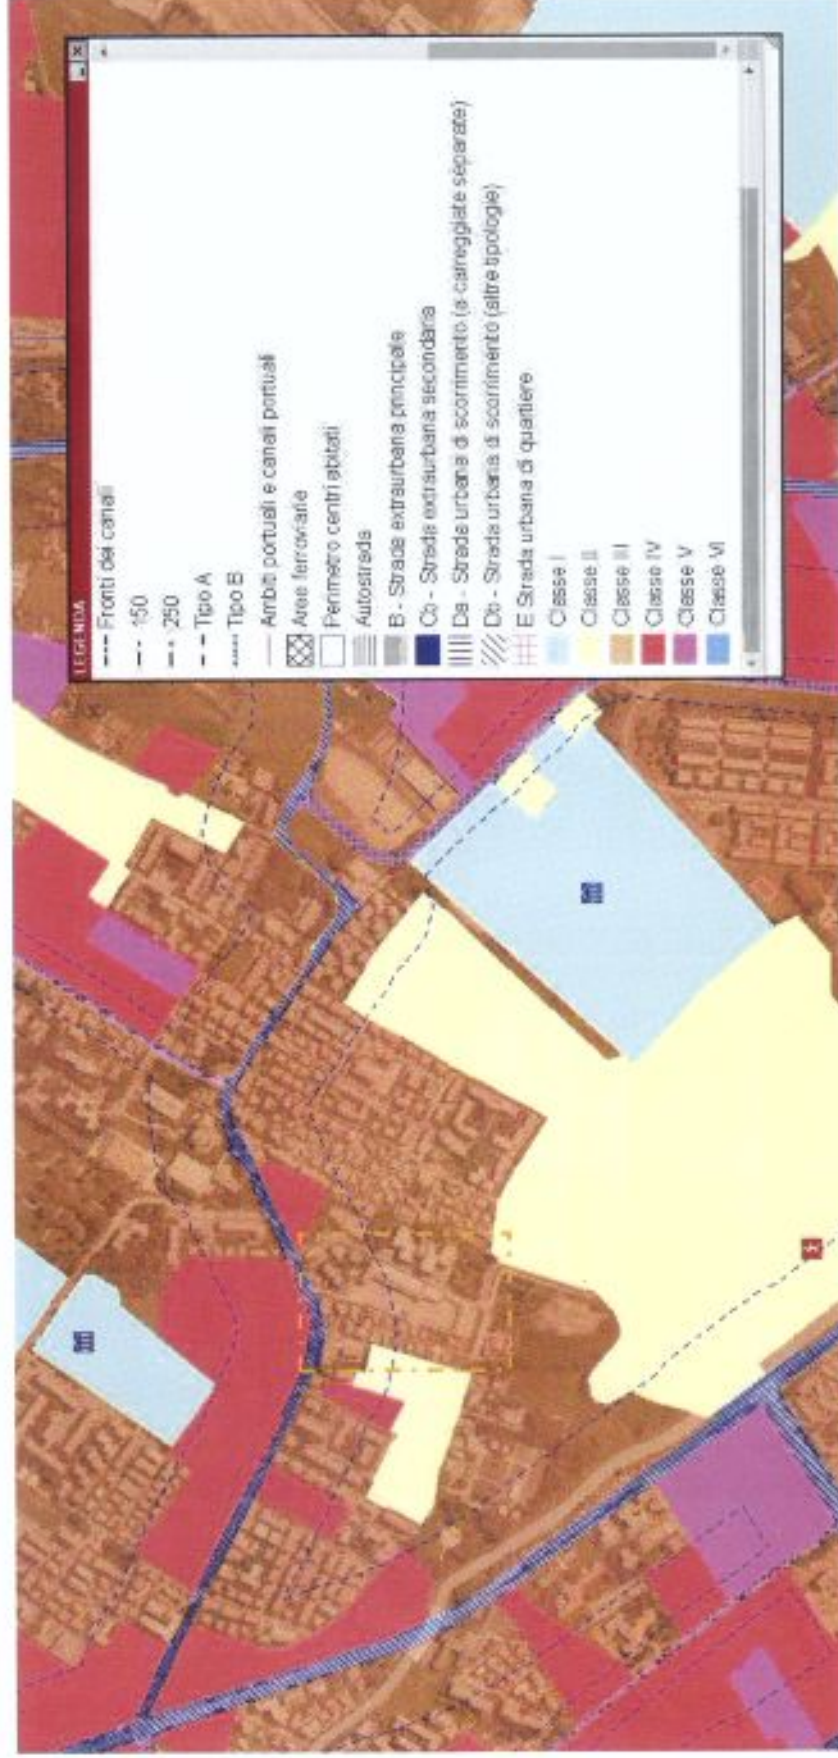 LEGENDA
Fronti dei canali
150
250
Tipo A
Tipo B
Ambiti portuali e canali portuali
Aree ferroviarie
Perimetro centri abitati
Autostrada
B - Strada extraurbana principale
Cb - Strada extraurbana secondaria
Da - Strada urbana di scorrimento (a carreggiate separate)
Db - Strada urbana di scorrimento (altre tipologie)
E Strada urbana di quartiere
Classe I
Classe II
Classe III
Classe IV
Classe V
Classe VI